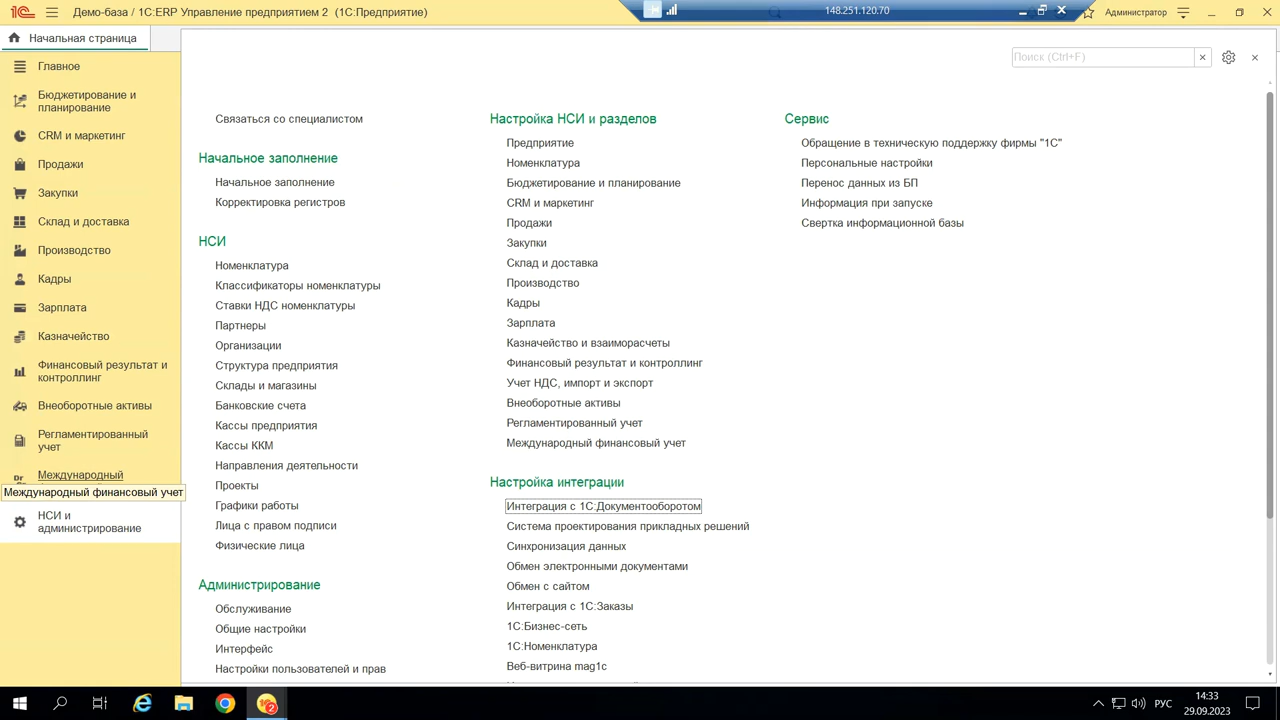 Демо-база / 1С:ERP Управление предприятием 2 (1С:Предприятие)
148.251.120.70
Администратор
Начальная страница
Главное
Бюджетирование и
планирование
CRM и маркетинг
Продажи
Закупки
Склад и доставка
Производство
Кадры
Зарплата
Казначейство
Финансовый результат и
контроллинг
Внеоборотные активы
Регламентированный
учет
Международный
Международный финансовый учет
НСИ и
администрирование
Поиск (Ctrl+F)
Связаться со специалистом
Начальное заполнение
Начальное заполнение
Корректировка регистров
НСИ
Номенклатура
Классификаторы номенклатуры
Ставки НДС номенклатуры
Партнеры
Организации
Структура предприятия
Склады и магазины
Банковские счета
Кассы предприятия
Кассы ККМ
Направления деятельности
Проекты
Графики работы
Лица с правом подписи
Физические лица
Администрирование
Обслуживание
Общие настройки
Интерфейс
Настройки пользователей и прав
Настройка НСИ и разделов
Предприятие
Номенклатура
Бюджетирование и планирование
CRM и маркетинг
Продажи
Закупки
Склад и доставка
Производство
Кадры
Зарплата
Казначейство и взаиморасчеты
Финансовый результат и контроллинг
Учет НДС, импорт и экспорт
Внеоборотные активы
Регламентированный учет
Международный финансовый учет
Настройка интеграции
Интеграция с 1С:Документооборотом
Система проектирования прикладных решений
Синхронизация данных
Обмен электронными документами
Обмен с сайтом
Интеграция с 1С:Заказы
1С:Бизнес-сеть
1С:Номенклатура
Веб-витрина mag1c
Сервис
Обращение в техническую поддержку фирмы "1С"
Персональные настройки
Перенос данных из БП
Информация при запуске
Свертка информационной базы
РУС
14:33
29.09.2023